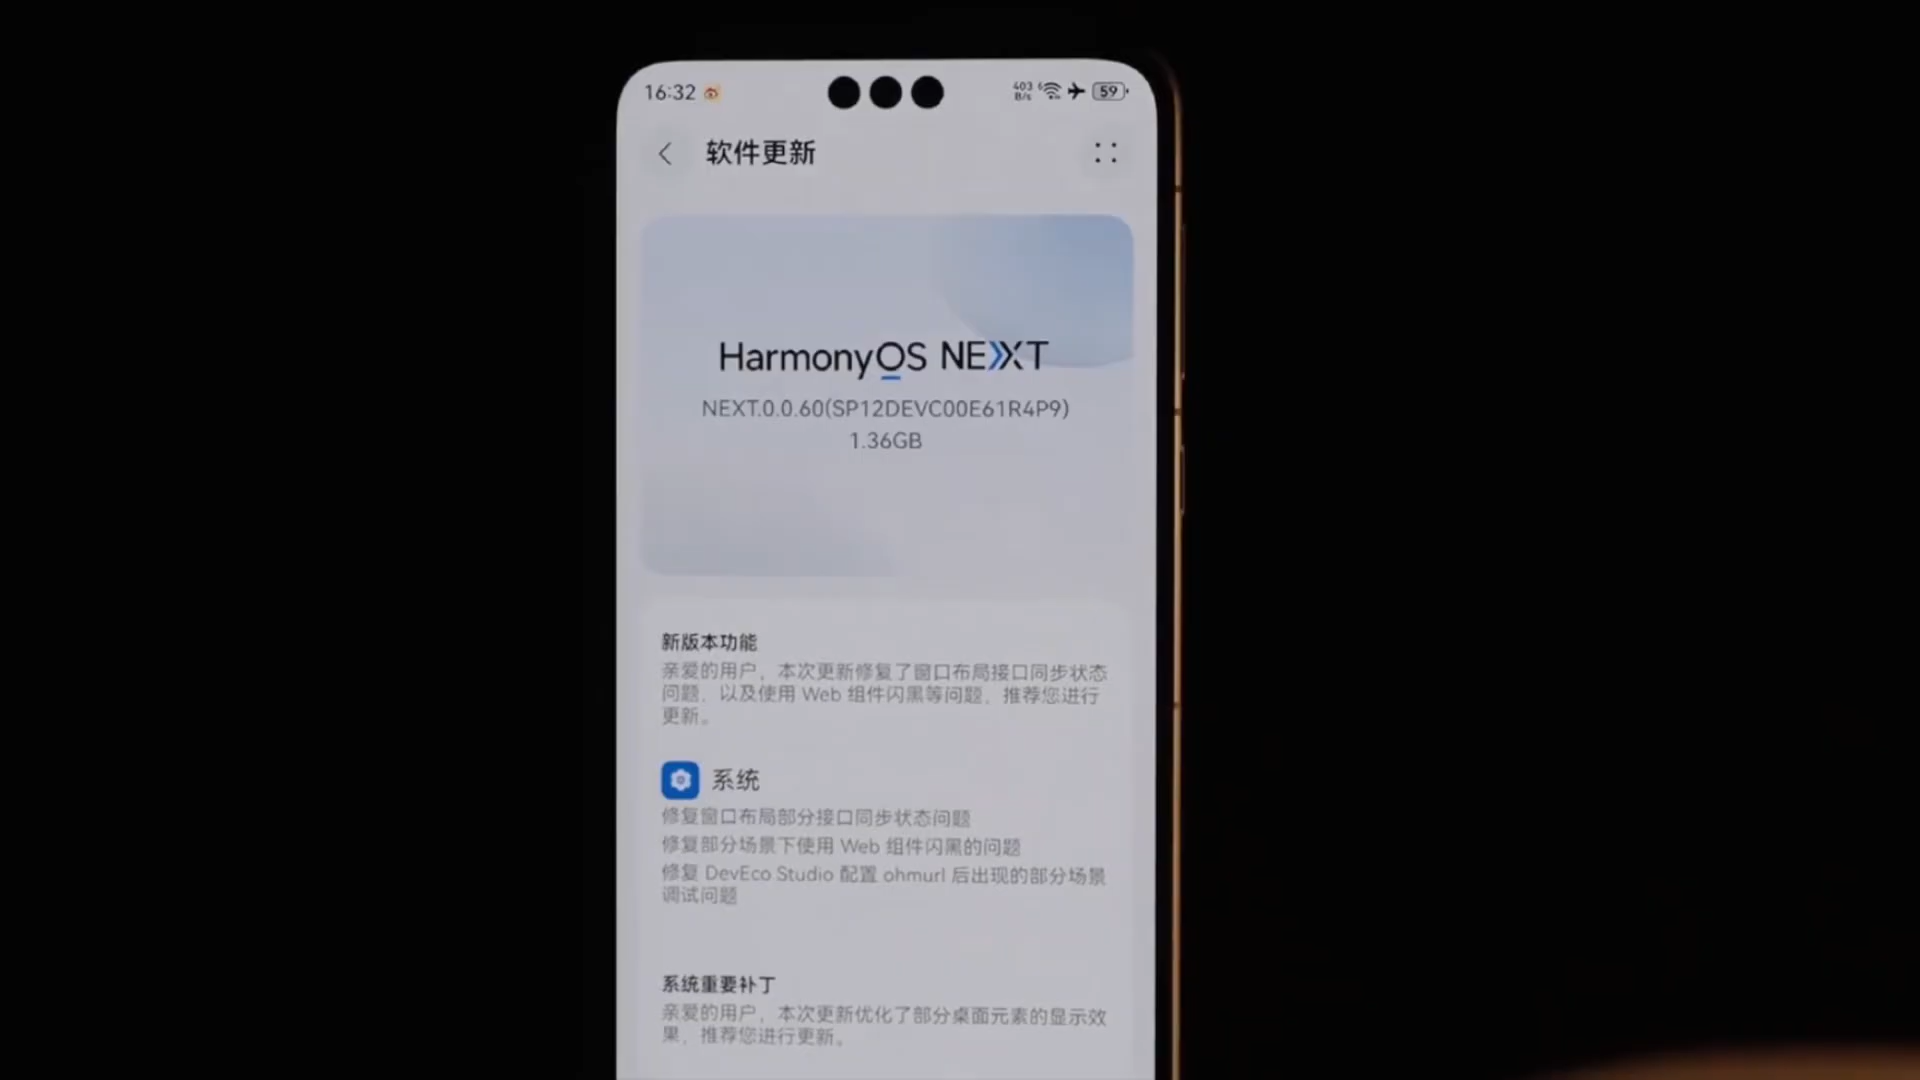 16:32
403 B/s 6 59
软件更新
HarmonyOS NEXT
NEXT.0.0.60(SP12DEVC00E61R4P9)
1.36GB
新版本功能
亲爱的用户，本次更新修复了窗口布局接口同步状态
问题，以及使用 Web 组件闪黑等问题，推荐您进行
更新。
系统
修复窗口布局部分接口同步状态问题
修复部分场景下使用 Web 组件闪黑的问题
修复 DevEco Studio 配置 ohmurl 后出现的部分场景
调试问题
系统重要补丁
亲爱的用户，本次更新优化了部分桌面元素的显示效
果，推荐您进行更新。